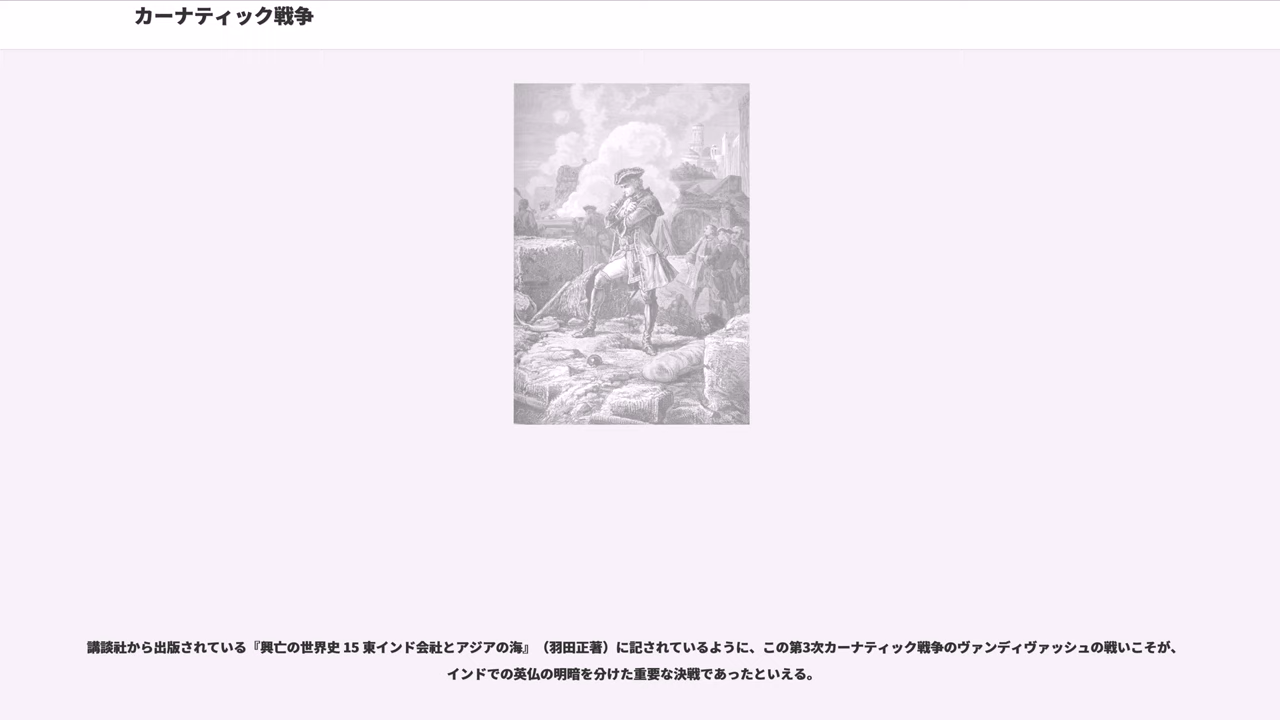 カーナティック戦争
講談社から出版されている『興亡の世界史 15 東インド会社とアジアの海』（羽田正著）に記されているように、この第3次カーナティック戦争のヴァンディヴァッシュの戦いこそが、
インドでの英仏の明暗を分けた重要な決戦であったといえる。